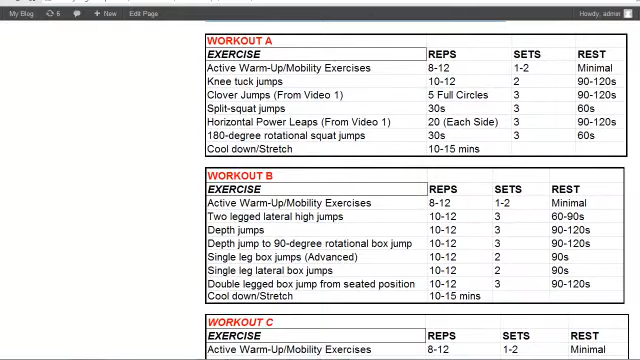 My Blog 6 New Edit Page Howdy, admin
WORKOUT A
EXERCISE REPS SETS REST
Active Warm-Up/Mobility Exercises 8-12 1-2 Minimal
Knee tuck jumps 10-12 2 90-120s
Clover Jumps (From Video 1) 5 Full Circles 3 90-120s
Split-squat jumps 30s 3 60s
Horizontal Power Leaps (From Video 1) 20 (Each Side) 3 90-120s
180-degree rotational squat jumps 30s 3 60s
Cool down/Stretch 10-15 mins
WORKOUT B
EXERCISE REPS SETS REST
Active Warm-Up/Mobility Exercises 8-12 1-2 Minimal
Two legged lateral high jumps 10-12 3 60-90s
Depth jumps 10-12 3 90-120s
Depth jump to 90-degree rotational box jump 10-12 3 90-120s
Single leg box jumps (Advanced) 10-12 2 90s
Single leg lateral box jumps 10-12 2 90s
Double legged box jump from seated position 10-12 3 90-120s
Cool down/Stretch 10-15 mins
WORKOUT C
EXERCISE REPS SETS REST
Active Warm-Up/Mobility Exercises 8-12 1-2 Minimal